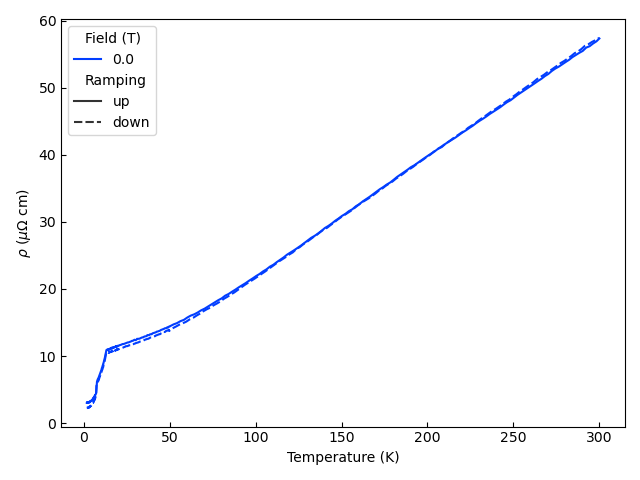 Field (T)
0.0
Ramping
up
down
60
50
40
30
20
10
0
ρ (μΩ cm)
0 50 100 150 200 250 300
Temperature (K)